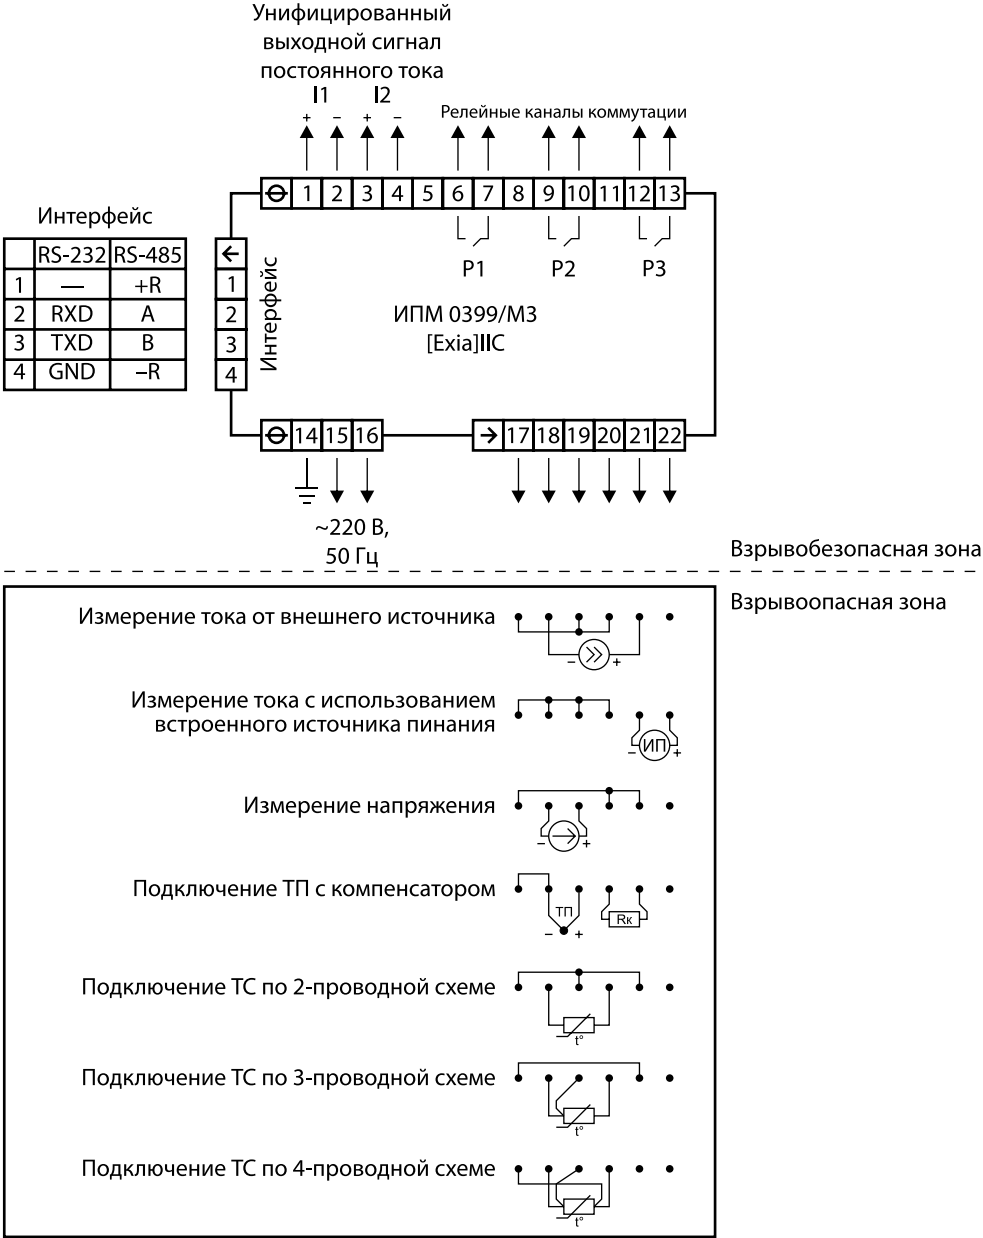 Унифицированный
выходной сигнал
постоянного тока
I1 I2
+ – + –
Релейные каналы коммутации
1 2 3 4 5 6 7 8 9 10 11 12 13
P1 P2 P3
Интерфейс
RS-232 RS-485
1 — +R
2 RXD A
3 TXD B
4 GND –R
1
2
3
4
Интерфейс
ИПМ 0399/М3
[Exia]IIC
14 15 16
17 18 19 20 21 22
~220 В,
50 Гц
Взрывобезопасная зона
Взрывоопасная зона
Измерение тока от внешнего источника
– +
Измерение тока с использованием
встроенного источника пинания
– ИП +
Измерение напряжения
– +
Подключение ТП с компенсатором
ТП
– +
Rк
Подключение ТС по 2-проводной схеме
t°
Подключение ТС по 3-проводной схеме
t°
Подключение ТС по 4-проводной схеме
t°